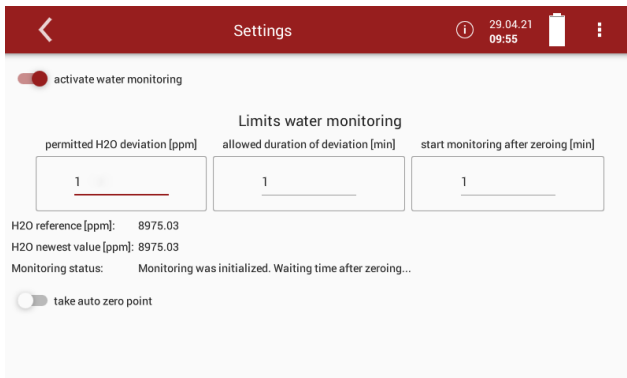 Settings
29.04.21
09:55
activate water monitoring
Limits water monitoring
permitted H2O deviation [ppm] allowed duration of deviation [min] start monitoring after zeroing [min]
1 1 1
H2O reference [ppm]: 8975.03
H2O newest value [ppm]: 8975.03
Monitoring status: Monitoring was initialized. Waiting time after zeroing...
take auto zero point